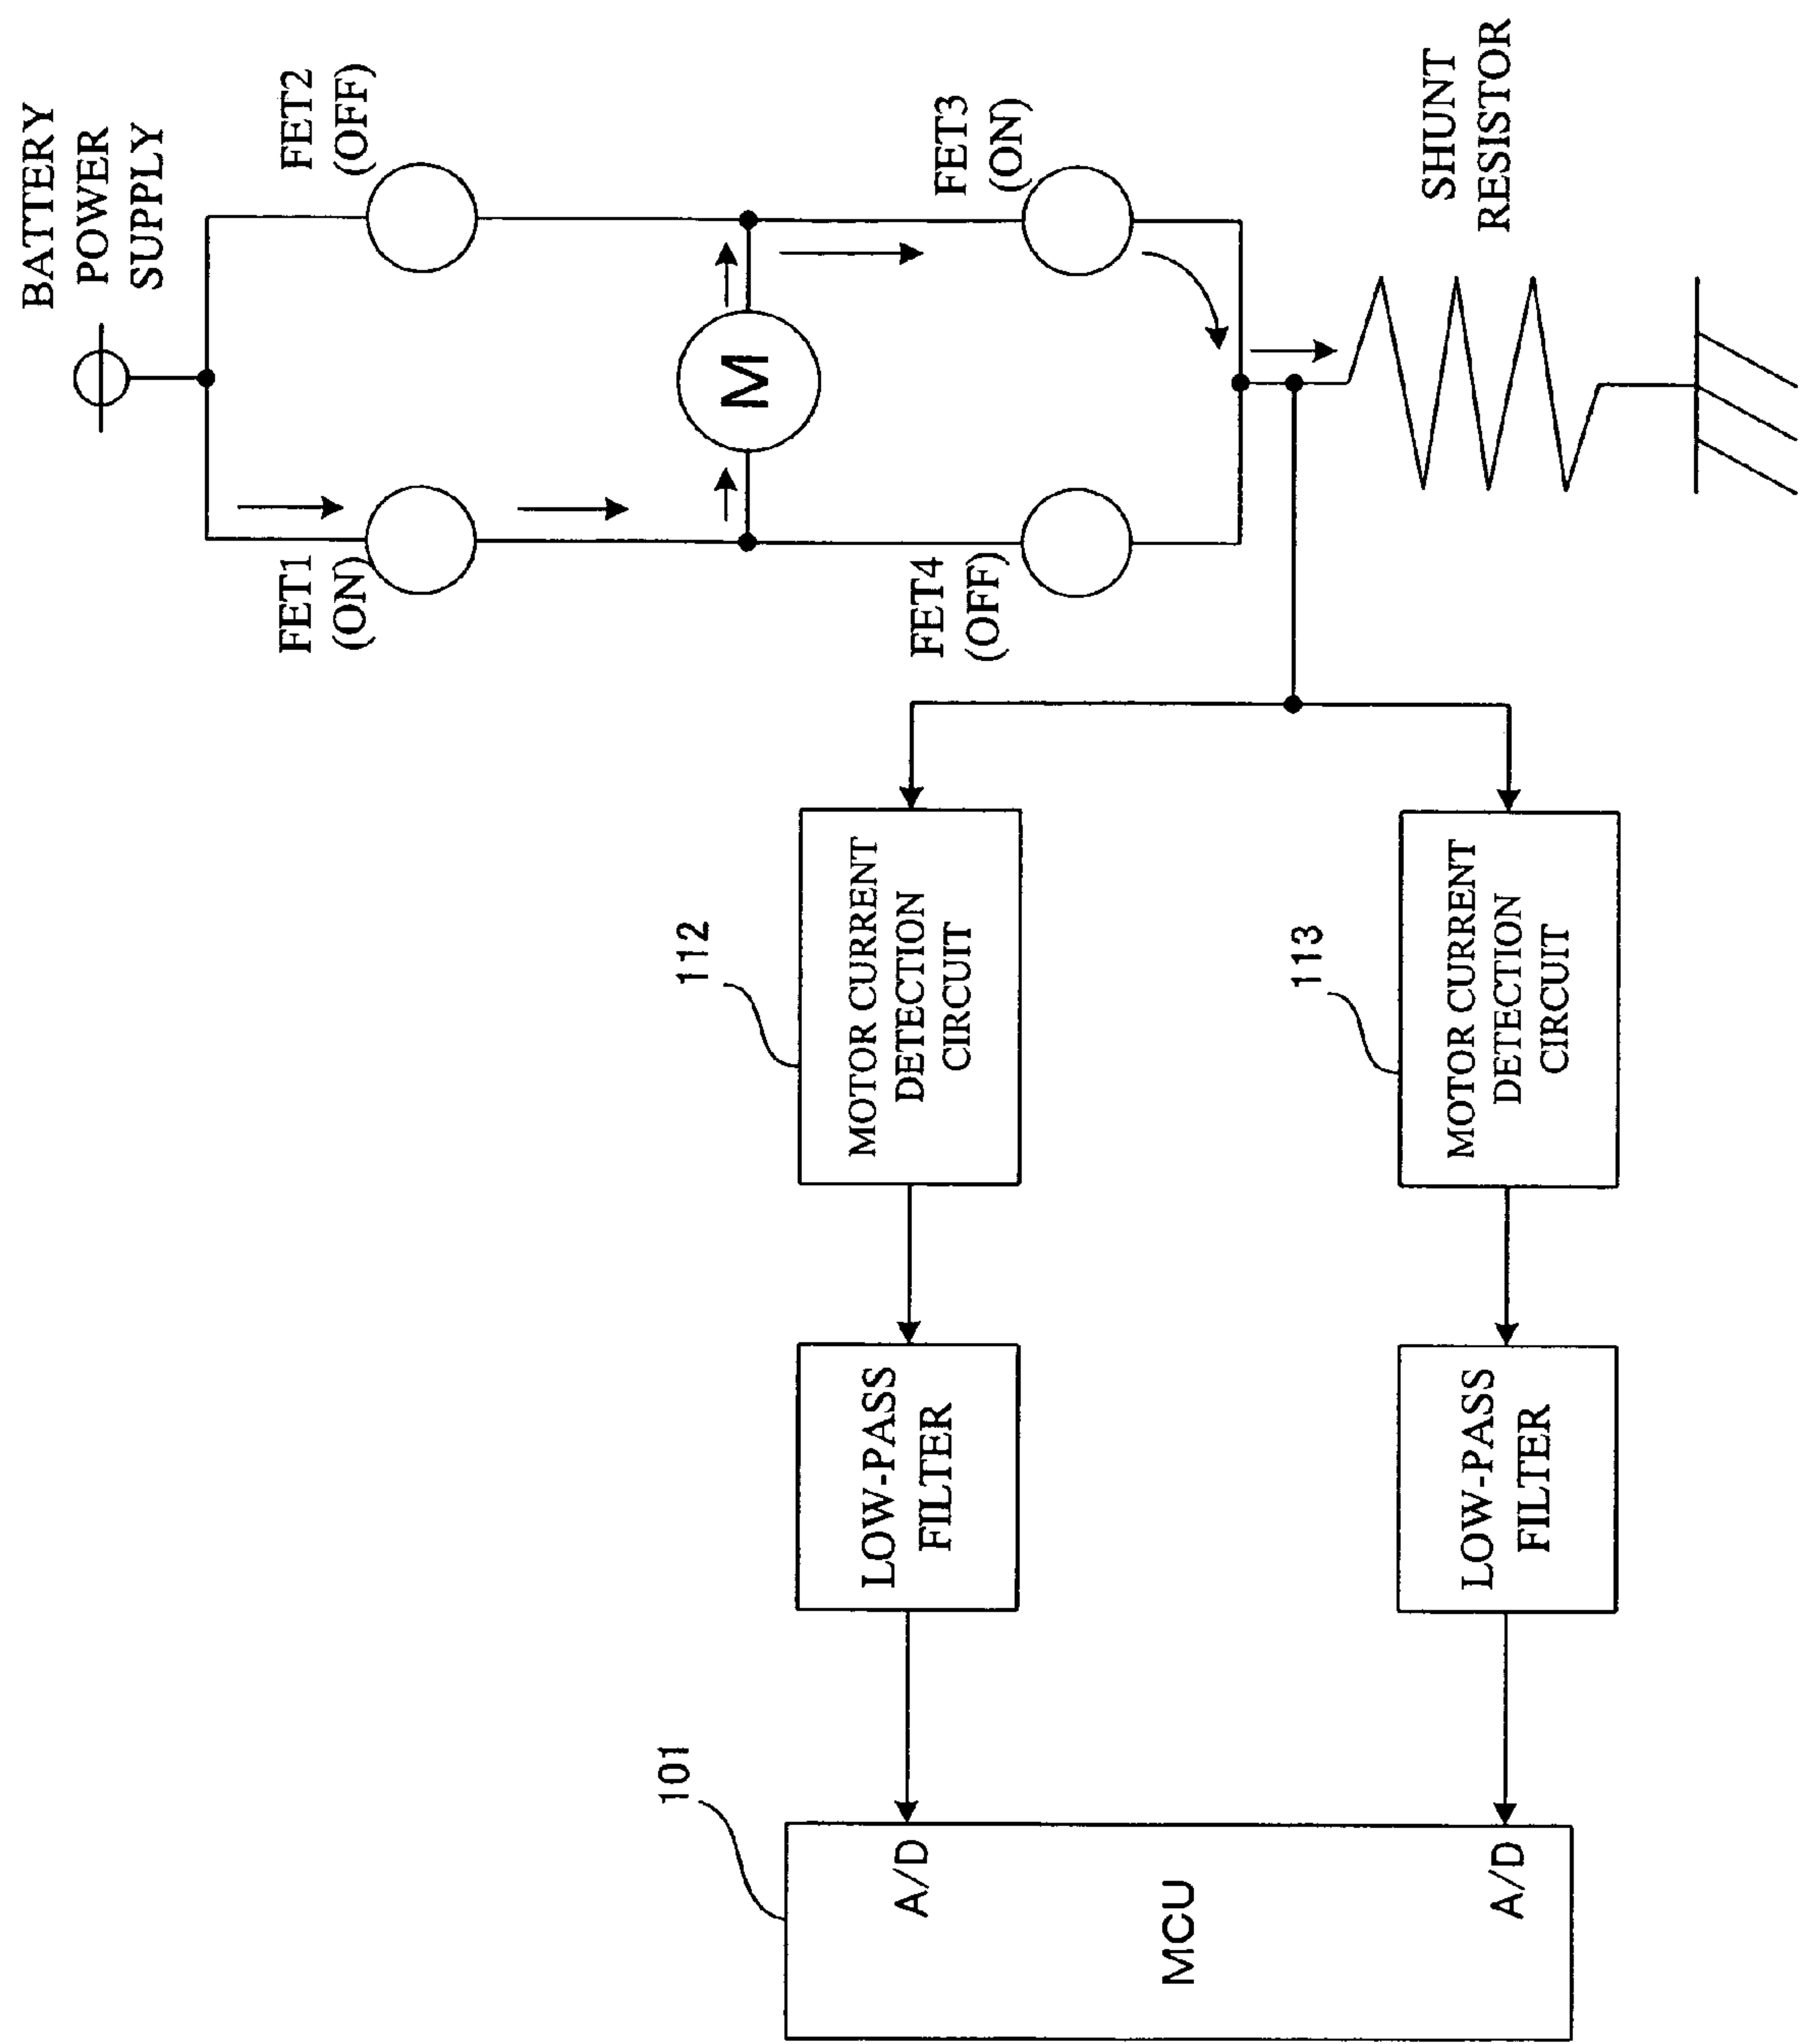 BATTERY
POWER
SUPPLY
FET1
(ON)
FET2
(OFF)
M
FET4
(OFF)
FET3
(ON)
SHUNT
RESISTOR
101
MCU
A/D
A/D
LOW-PASS
FILTER
112
MOTOR CURRENT
DETECTION
CIRCUIT
LOW-PASS
FILTER
113
MOTOR CURRENT
DETECTION
CIRCUIT